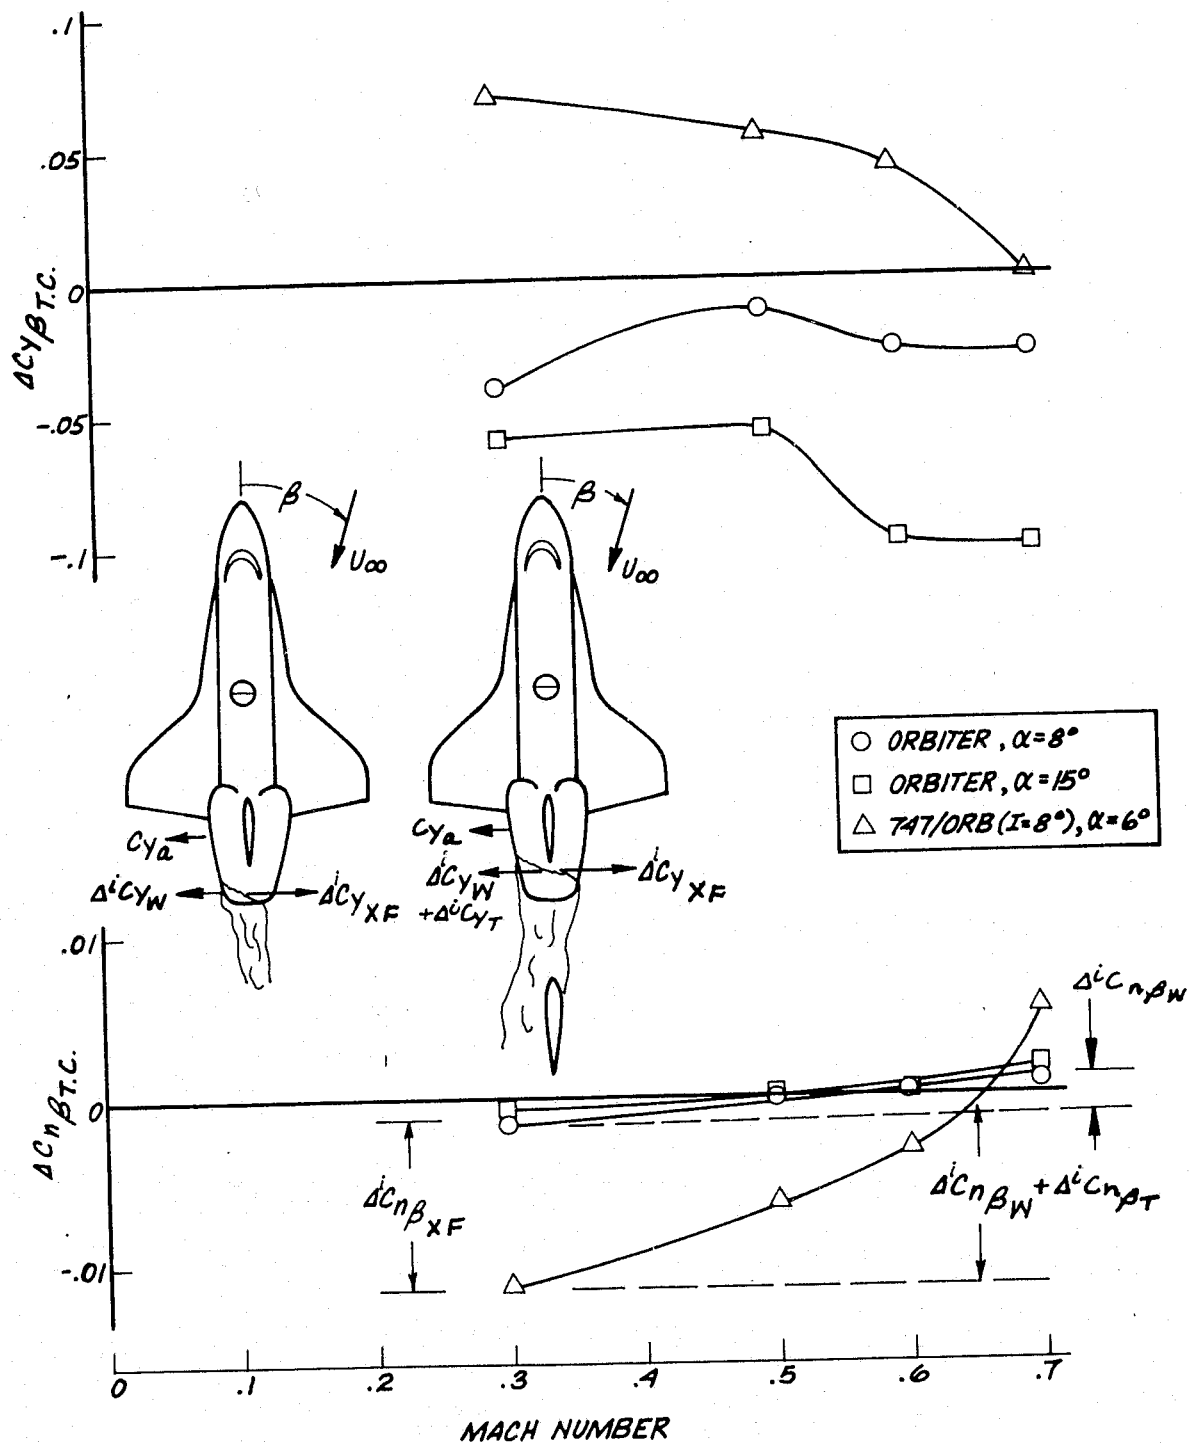 .1
.05
0
-.05
-.1
ΔCyβT.C.
β
U∞
β
U∞
Cya
ΔiCyW
ΔiCyXF
Cya
ΔiCyW
+ΔiCyT
ΔiCyXF
○ ORBITER, α=8°
□ ORBITER, α=15°
△ 747/ORB (I=8°), α=6°
.01
0
-.01
ΔCnβT.C.
ΔiCnβW
ΔiCnβXF
ΔiCnβW+ΔiCnβT
0 .1 .2 .3 .4 .5 .6 .7
MACH NUMBER